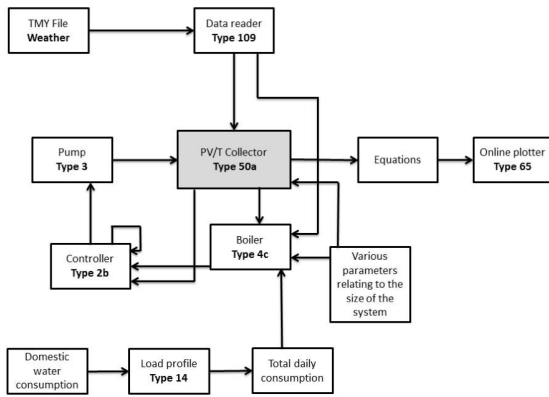 TMY File
Weather
Data reader
Type 109
Pump
Type 3
PV/T Collector
Type 50a
Equations
Online plotter
Type 65
Controller
Type 2b
Boiler
Type 4c
Various
parameters
relating to the
size of the
system
Domestic
water
consumption
Load profile
Type 14
Total daily
consumption